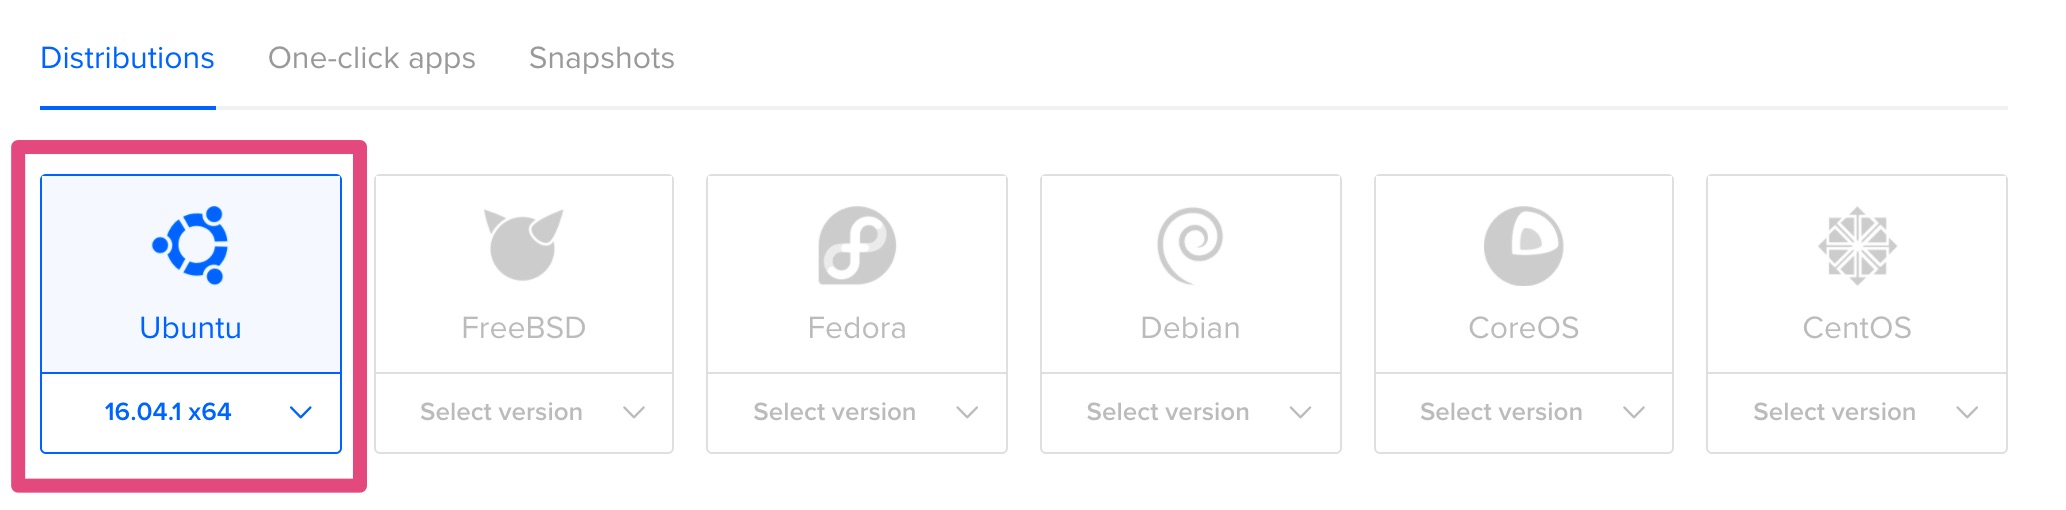 Distributions One-click apps Snapshots
Ubuntu FreeBSD Fedora Debian CoreOS CentOS
16.04.1 x64 Select version Select version Select version Select version Select version